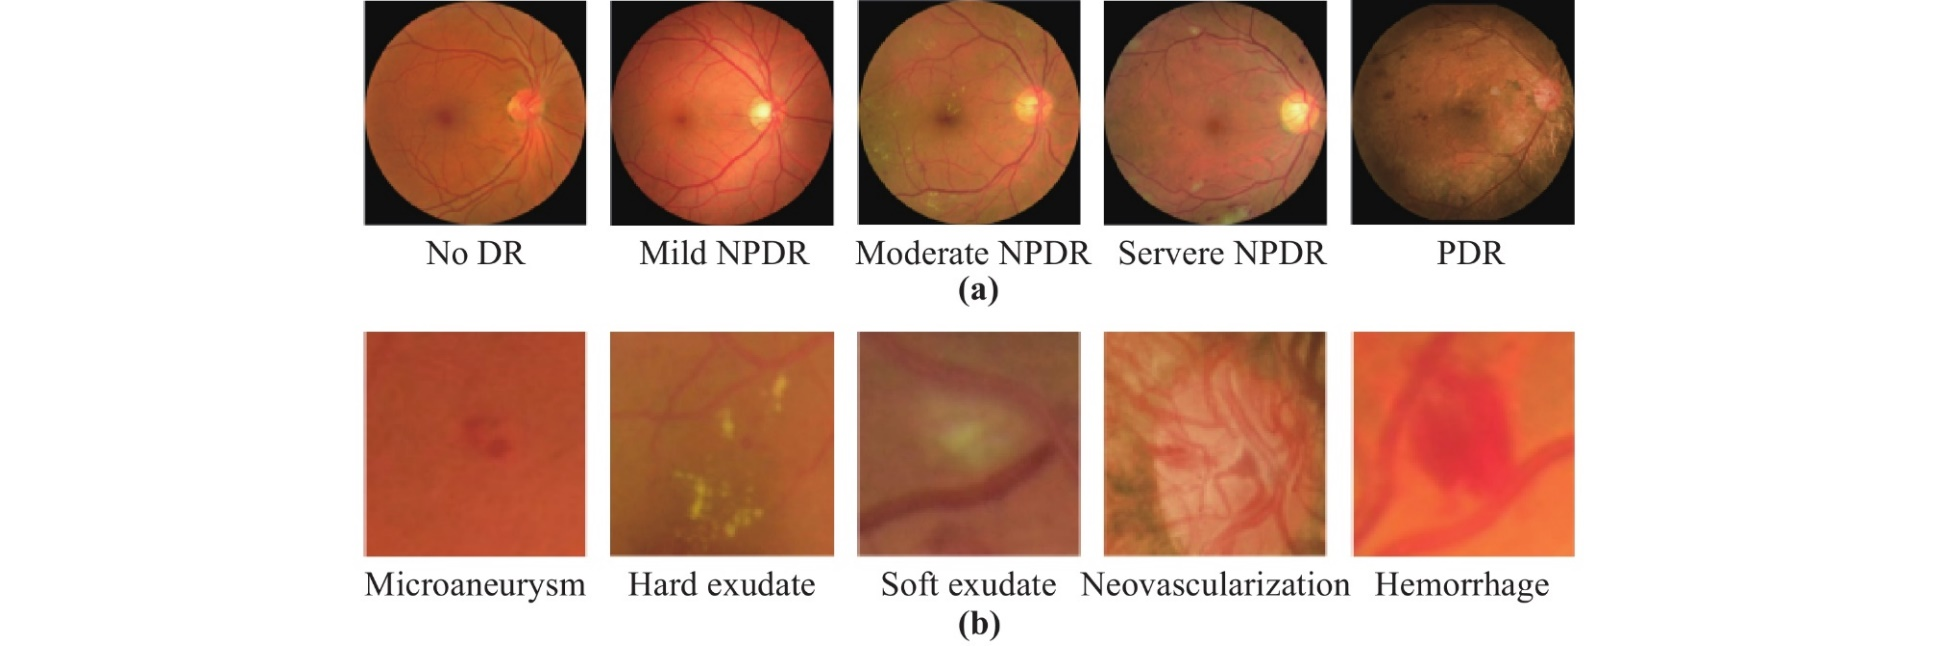 No DR Mild NPDR Moderate NPDR Servere NPDR PDR
(a)
Microaneurysm Hard exudate Soft exudate Neovascularization Hemorrhage
(b)